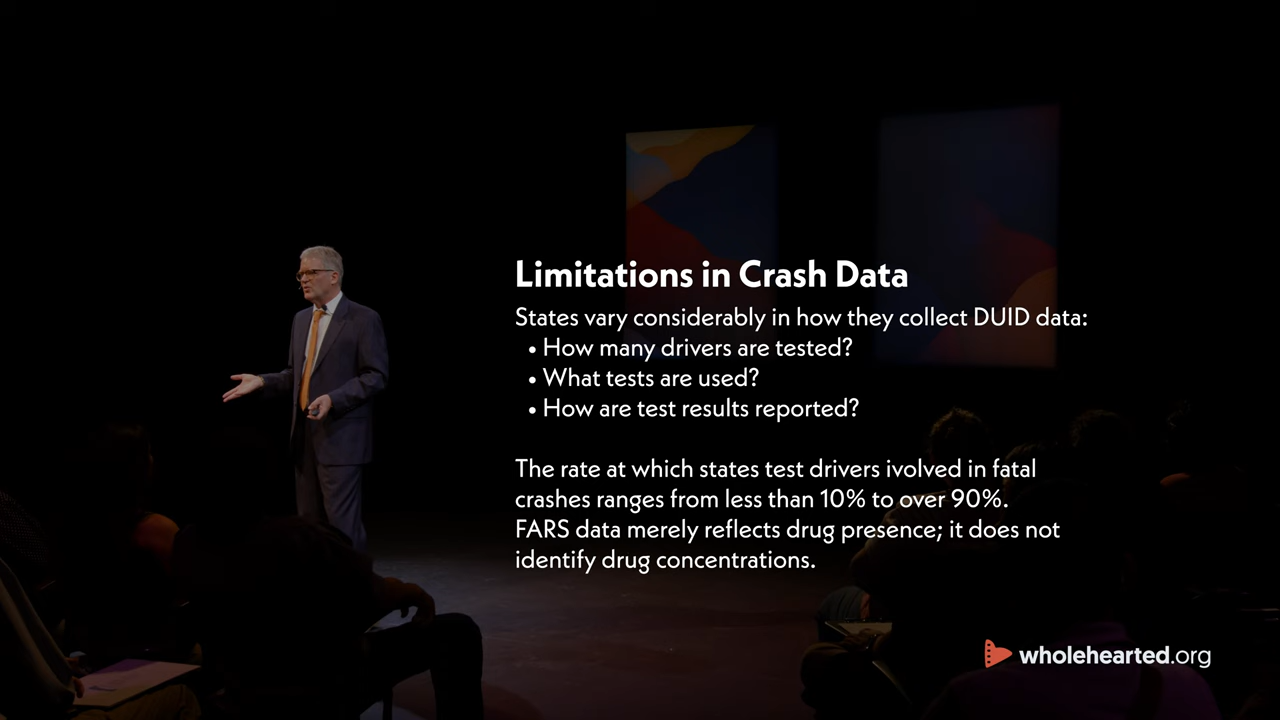 Limitations in Crash Data
States vary considerably in how they collect DUID data:
• How many drivers are tested?
• What tests are used?
• How are test results reported?
The rate at which states test drivers ivolved in fatal
crashes ranges from less than 10% to over 90%.
FARS data merely reflects drug presence; it does not
identify drug concentrations.
wholehearted.org